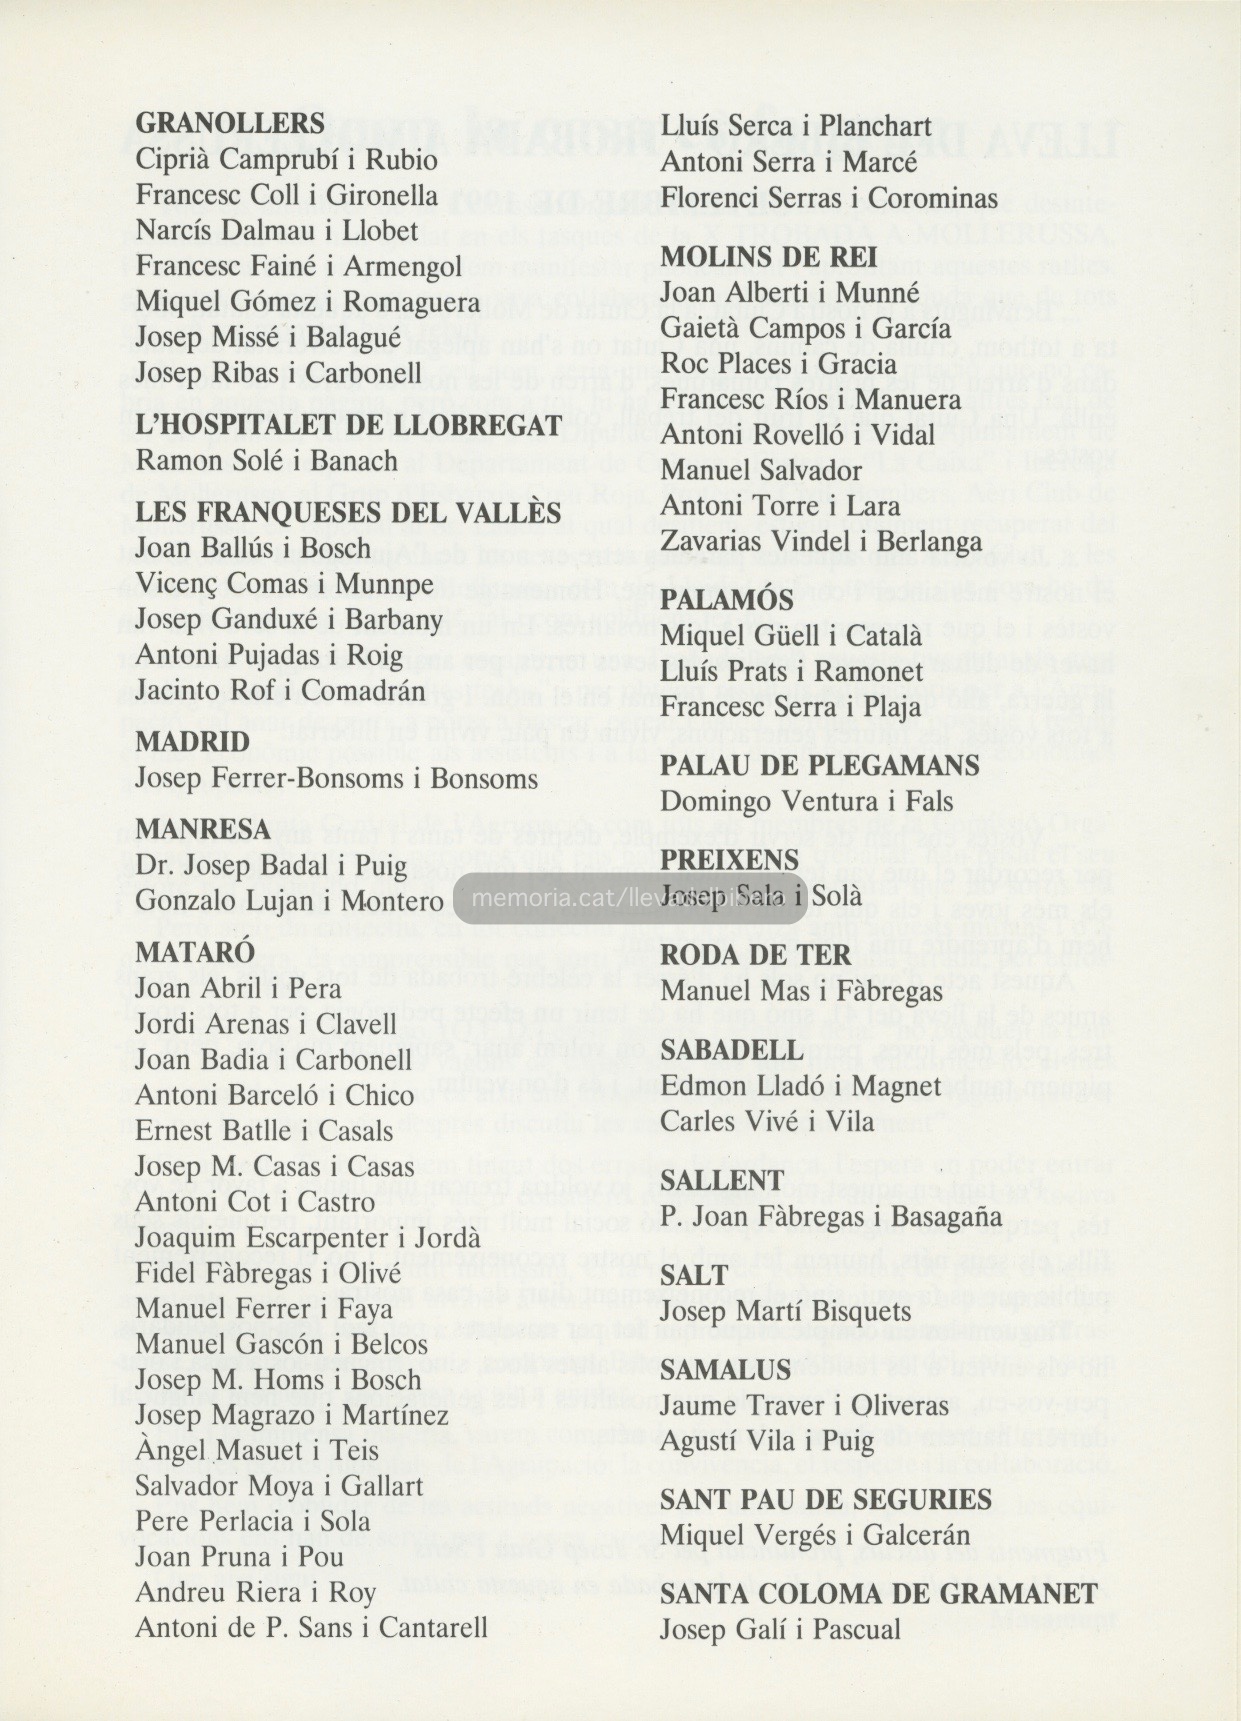 GRANOLLERS
Ciprià Camprubí i Rubio
Francesc Coll i Gironella
Narcís Dalmau i Llobet
Francesc Fainé i Armengol
Miquel Gómez i Romaguera
Josep Missé i Balagué
Josep Ribas i Carbonell
L'HOSPITALET DE LLOBREGAT
Ramon Solé i Banach
LES FRANQUESES DEL VALLÈS
Joan Ballús i Bosch
Vicenç Comas i Munnpe
Josep Ganduxé i Barbany
Antoni Pujadas i Roig
Jacinto Rof i Comadrán
MADRID
Josep Ferrer-Bonsoms i Bonsoms
MANRESA
Dr. Josep Badal i Puig
Gonzalo Lujan i Montero
MATARÓ
Joan Abril i Pera
Jordi Arenas i Clavell
Joan Badia i Carbonell
Antoni Barceló i Chico
Ernest Batlle i Casals
Josep M. Casas i Casas
Antoni Cot i Castro
Joaquim Escarpenter i Jordà
Fidel Fàbregas i Olivé
Manuel Ferrer i Faya
Manuel Gascón i Belcos
Josep M. Homs i Bosch
Josep Magrazo i Martínez
Àngel Masuet i Teis
Salvador Moya i Gallart
Pere Perlacia i Sola
Joan Pruna i Pou
Andreu Riera i Roy
Antoni de P. Sans i Cantarell
Lluís Serca i Planchart
Antoni Serra i Marcé
Florenci Serras i Corominas
MOLINS DE REI
Joan Alberti i Munné
Gaietà Campos i García
Roc Places i Gracia
Francesc Ríos i Manuera
Antoni Rovelló i Vidal
Manuel Salvador
Antoni Torre i Lara
Zavarias Vindel i Berlanga
PALAMÓS
Miquel Güell i Català
Lluís Prats i Ramonet
Francesc Serra i Plaja
PALAU DE PLEGAMANS
Domingo Ventura i Fals
PREIXENS
Josep Sala i Solà
memoria.cat/llevadelbibero
RODA DE TER
Manuel Mas i Fàbregas
SABADELL
Edmon Lladó i Magnet
Carles Vivé i Vila
SALLENT
P. Joan Fàbregas i Basagaña
SALT
Josep Martí Bisquets
SAMALUS
Jaume Traver i Oliveras
Agustí Vila i Puig
SANT PAU DE SEGURIES
Miquel Vergés i Galcerán
SANTA COLOMA DE GRAMANET
Josep Galí i Pascual